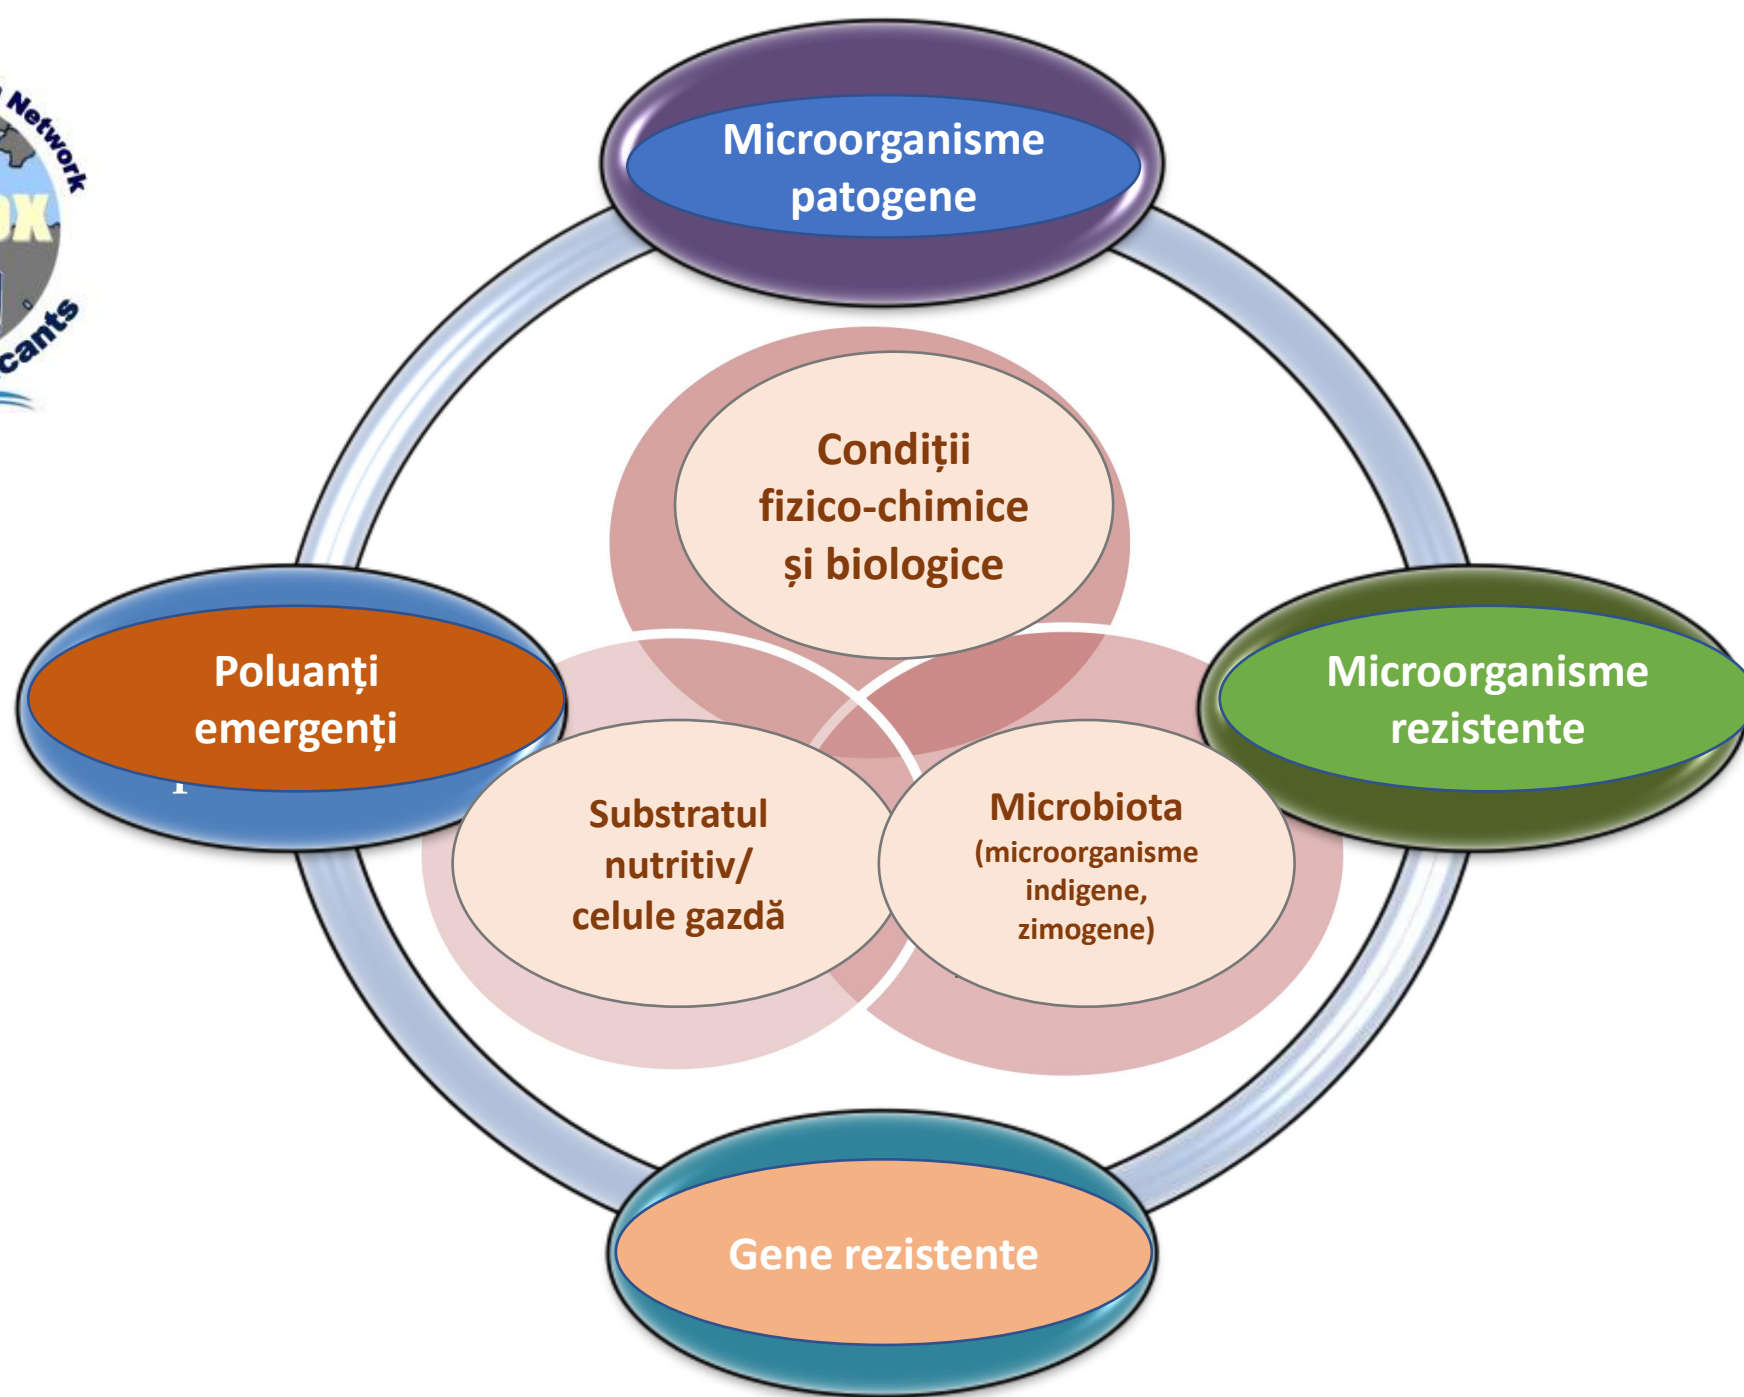 Network
OX
cants
Microorganisme
patogene
Condiții
fizico-chimice
și biologice
Poluanți
emergenți
Microorganisme
rezistente
Substratul
nutritiv/
celule gazdă
Microbiota
(microorganisme
indigene,
zimogene)
Gene rezistente